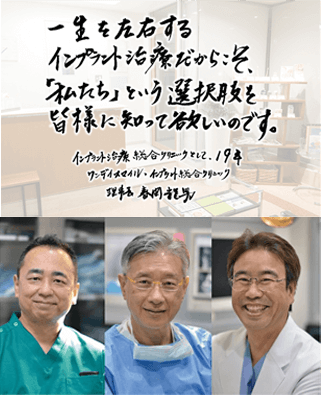 一生を左右する
インプラント治療だからこそ、
「私たち」という選択肢を
皆様に知って欲しいのです。
インプラント治療総合クリニックとして、19年
ワンデイスマイル・インプラント総合クリニック
理事長